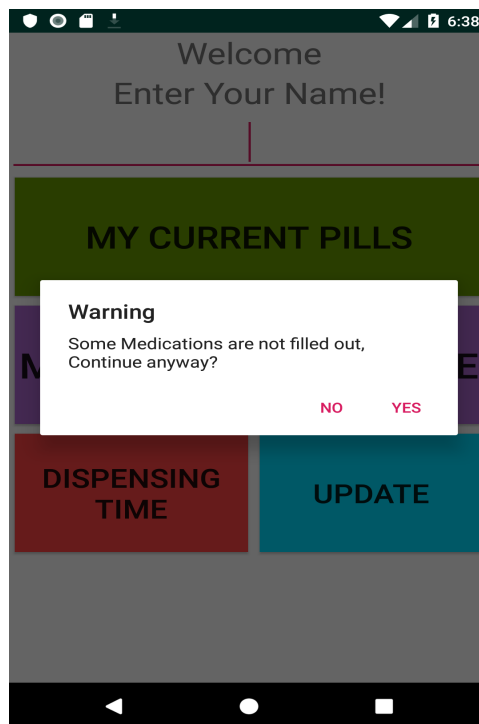 6:38
Welcome
Enter Your Name!
MY CURRENT PILLS
Warning
Some Medications are not filled out,
Continue anyway?
NO YES
DISPENSING
TIME
UPDATE